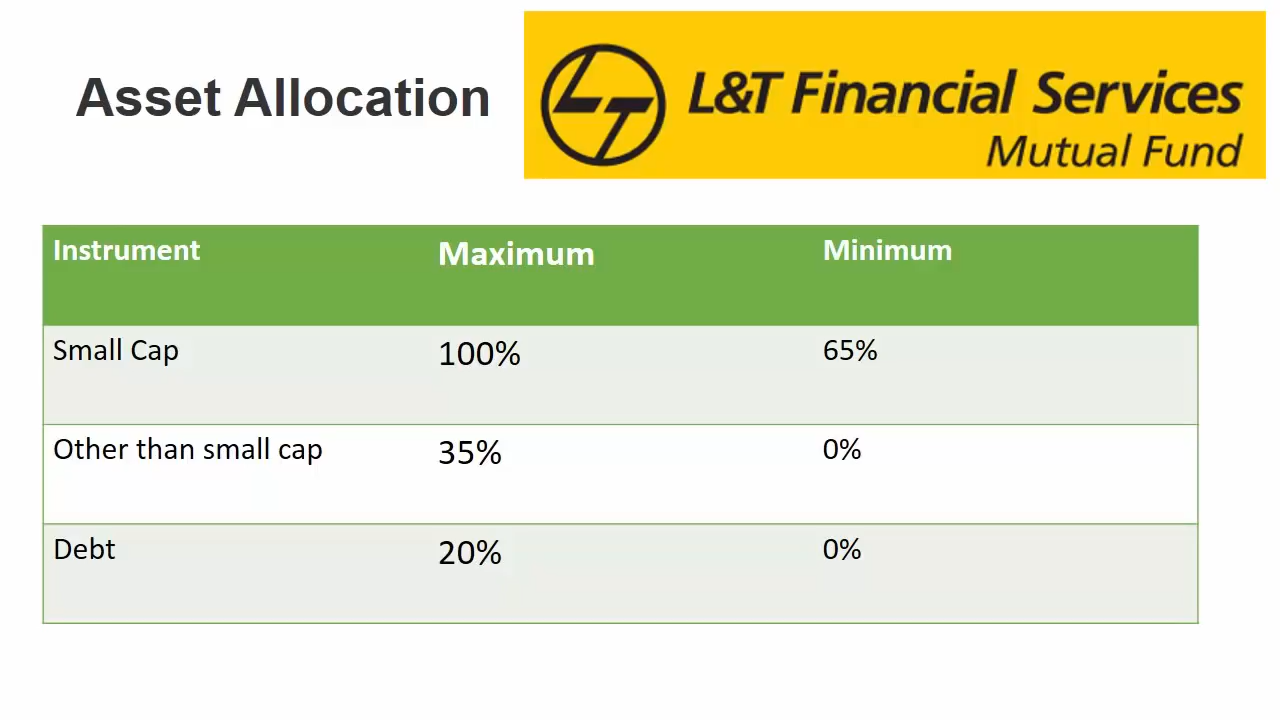 Asset Allocation
LT
L&T Financial Services
Mutual Fund
Instrument Maximum Minimum
Small Cap 100% 65%
Other than small cap 35% 0%
Debt 20% 0%